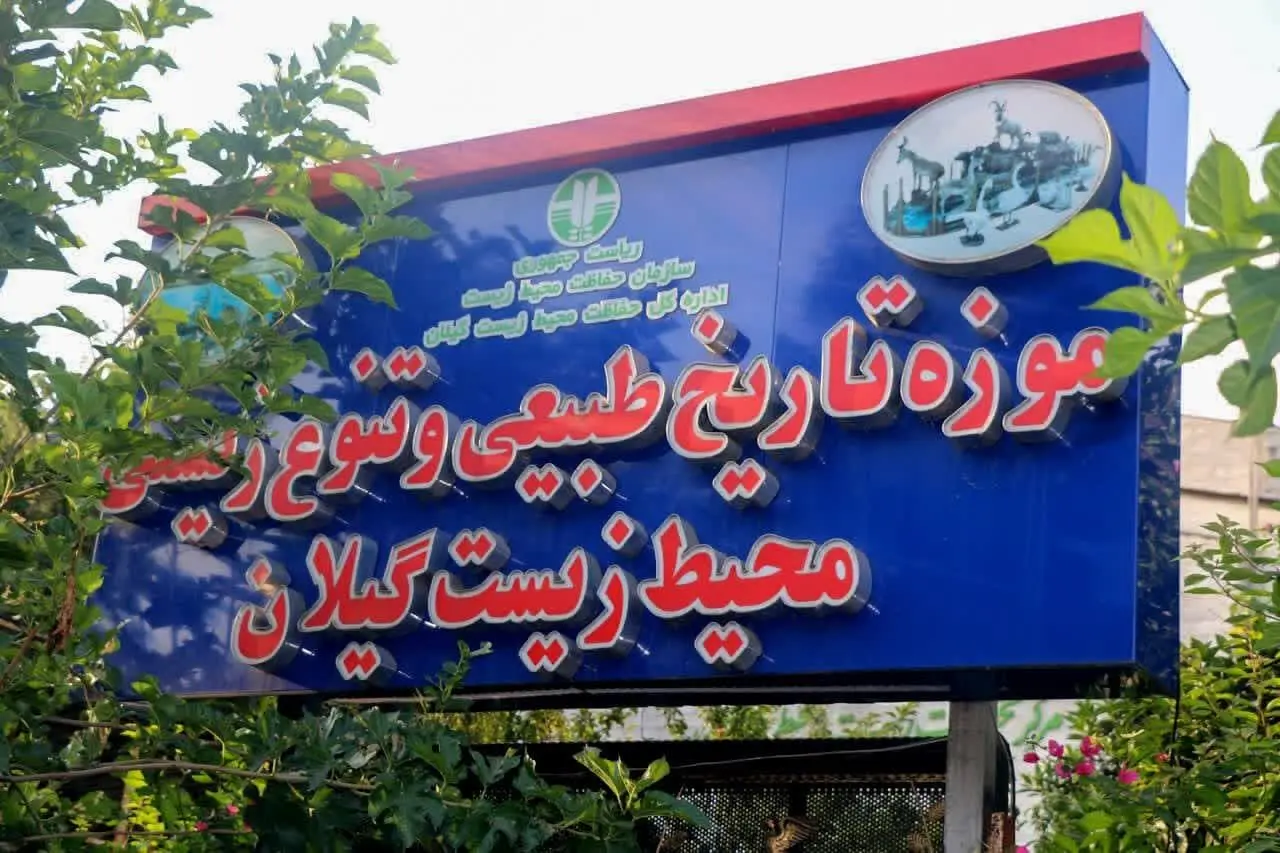 ریاست جمهوری
سازمان حفاظت محیط زیست
اداره کل حفاظت محیط زیست گیلان
موزه تاریخ طبیعی و تنوع زیستی
محیط زیست گیلان